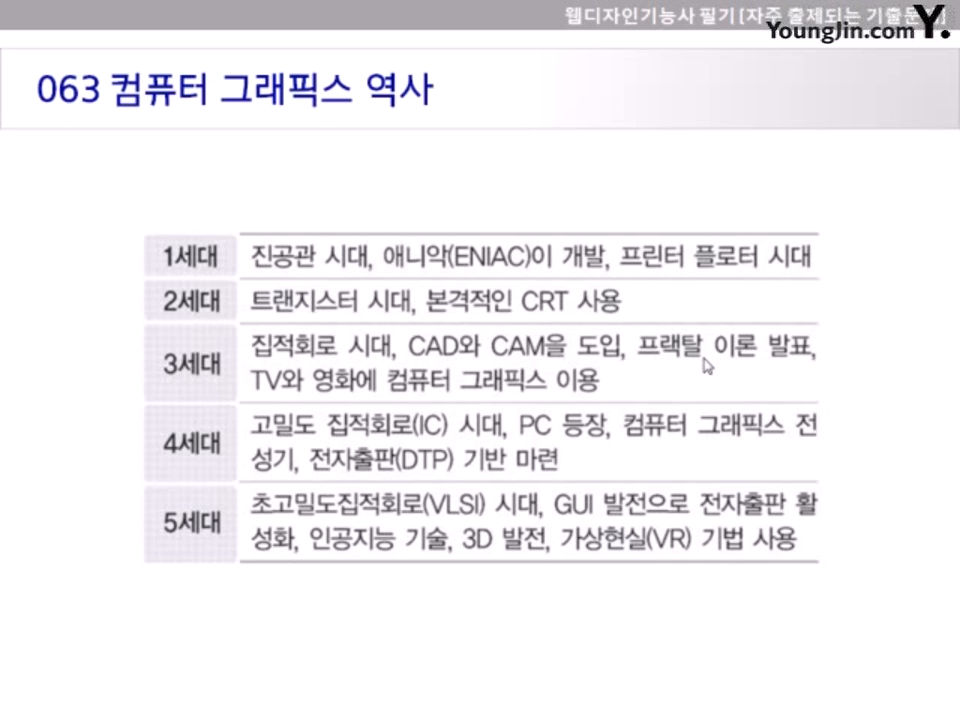 웹디자인기능사 필기 [자주 출제되는 기출문제]
YoungJin.com Y.
063 컴퓨터 그래픽스 역사
1세대 진공관 시대, 애니악(ENIAC)이 개발, 프린터 플로터 시대
2세대 트랜지스터 시대, 본격적인 CRT 사용
3세대 집적회로 시대, CAD와 CAM을 도입, 프랙탈 이론 발표,
TV와 영화에 컴퓨터 그래픽스 이용
4세대 고밀도 집적회로(IC) 시대, PC 등장, 컴퓨터 그래픽스 전
성기, 전자출판(DTP) 기반 마련
5세대 초고밀도집적회로(VLSI) 시대, GUI 발전으로 전자출판 활
성화, 인공지능 기술, 3D 발전, 가상현실(VR) 기법 사용